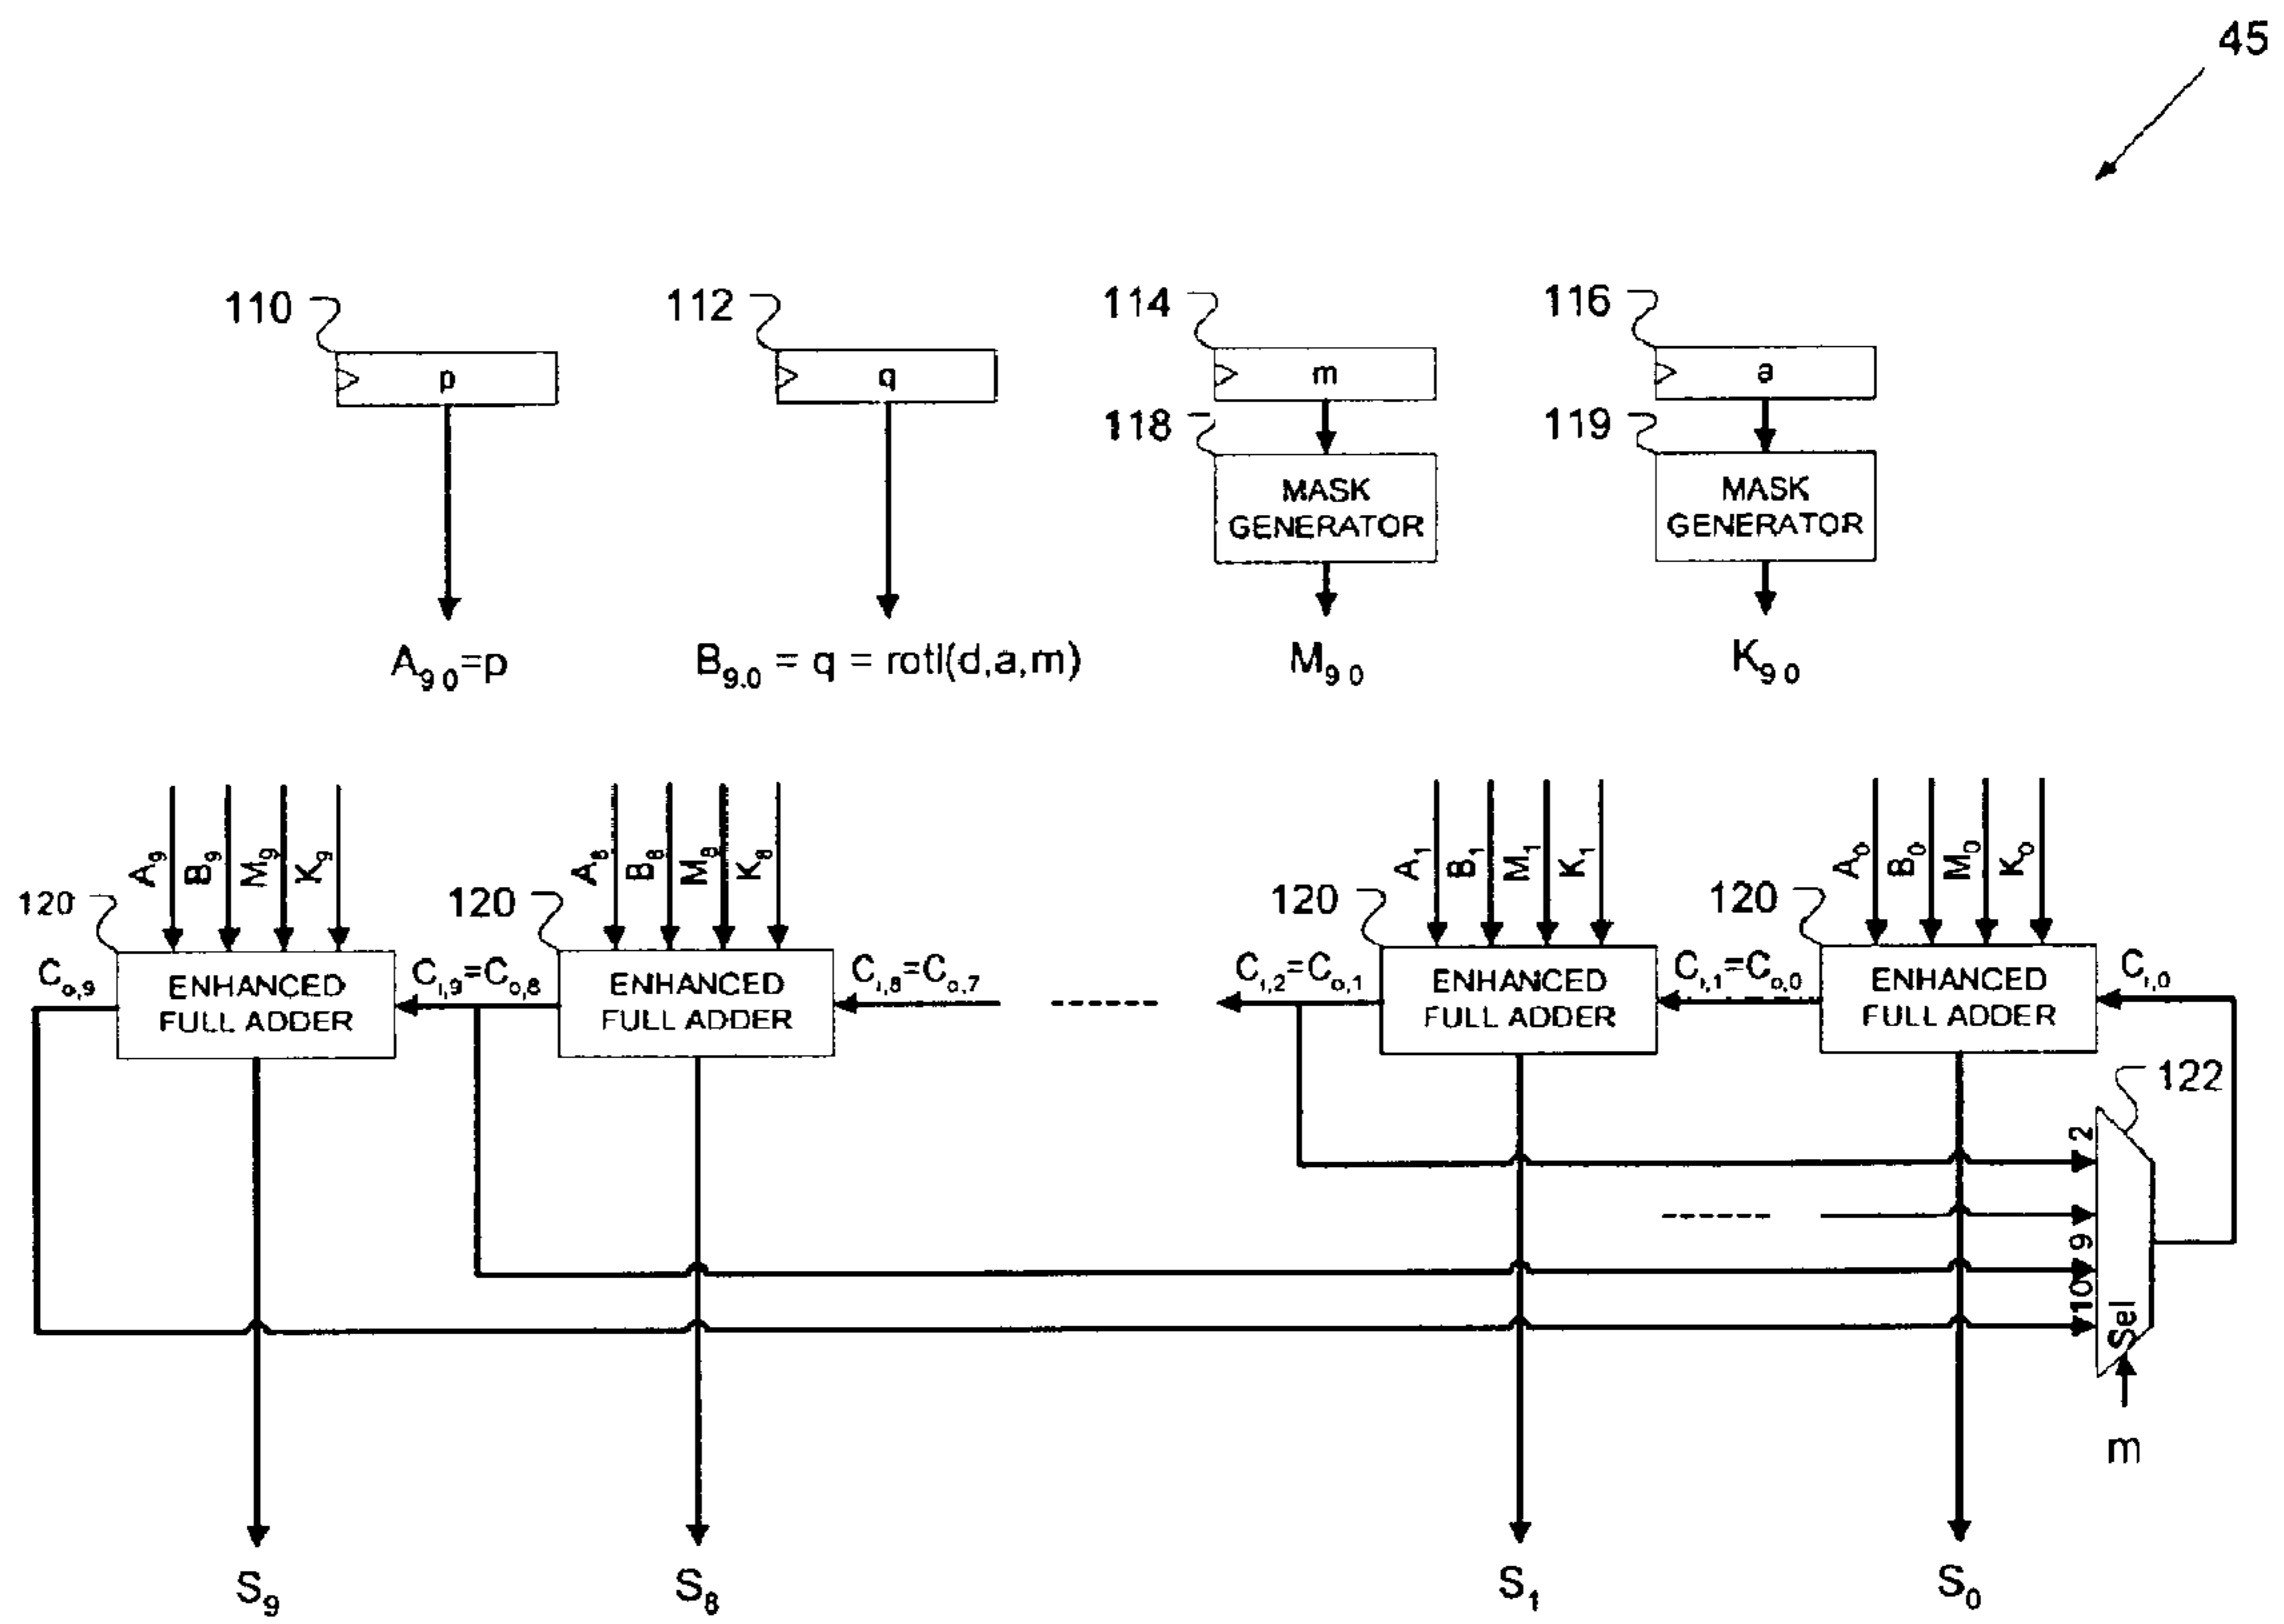 45
110
112
114
116
p
q
m
a
118
119
MASK
GENERATOR
MASK
GENERATOR
A9 0=p
B9.0 = q = rotl(d,a,m)
M9 0
K9 0
A9
B9
M9
K9
A8
B8
M8
K8
A1
B1
M1
K1
A0
B0
M0
K0
120
120
120
120
Co,9
ENHANCED
FULL ADDER
Ci,9=Co,8
ENHANCED
FULL ADDER
Ci,8=Co,7
Ci,2=Co,1
ENHANCED
FULL ADDER
Ci,1=Co,0
ENHANCED
FULL ADDER
Ci,0
122
2
9
10
Sel
m
S9
S8
S1
S0